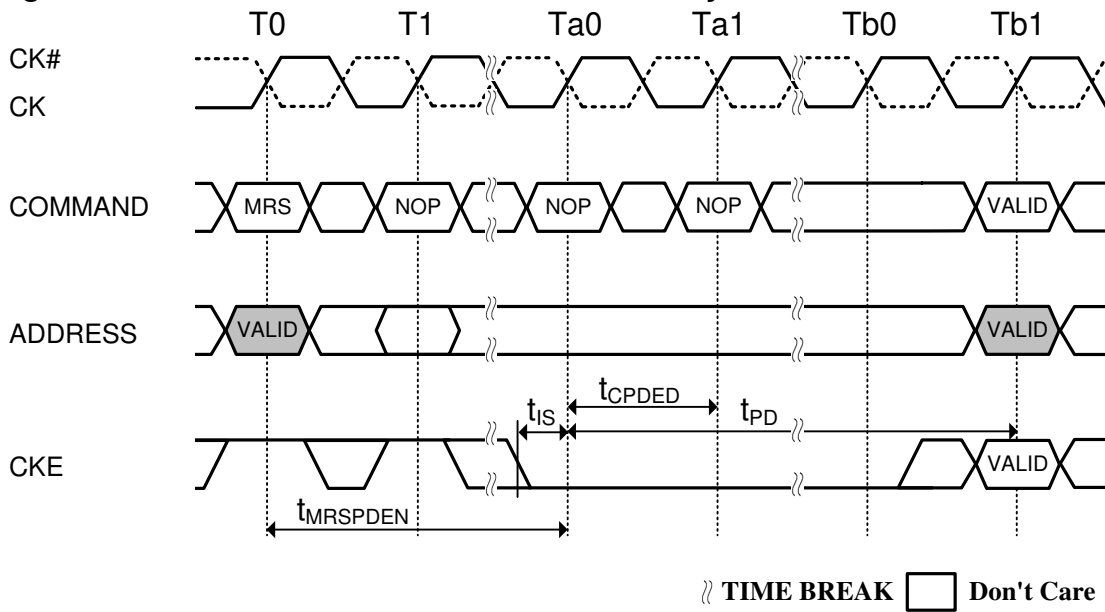 T0 T1 Ta0 Ta1 Tb0 Tb1
CK#
CK
COMMAND MRS NOP NOP NOP VALID
ADDRESS VALID VALID
tCPDED
tIS tPD
CKE VALID
tMRSPDEN
TIME BREAK Don't Care